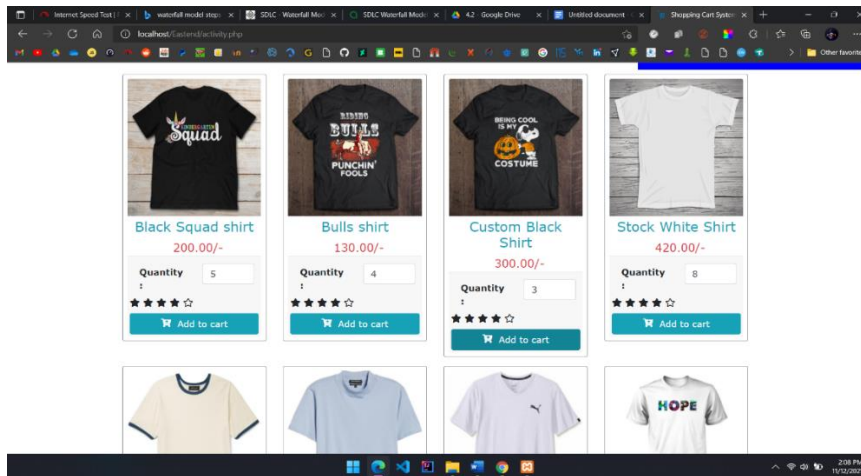 Internet Speed Test |
waterfall model steps
SDLC - Waterfall Mod
SDLC Waterfall Mode
4.2 - Google Drive
Untitled document
Shopping Cart System
localhost/Eastend/activity.php
Other favorite
KINDERGARTEN
Squad
RIDING
BULLS
PUNCHIN'
FOOLS
BEING COOL
IS MY
COSTUME
Black Squad shirt
Bulls shirt
Custom Black
Shirt
Stock White Shirt
200.00/-
130.00/-
300.00/-
420.00/-
Quantity
:
5
Quantity
:
4
Quantity
:
3
Quantity
:
8
Add to cart
Add to cart
Add to cart
Add to cart
HOPE
2:08 PM